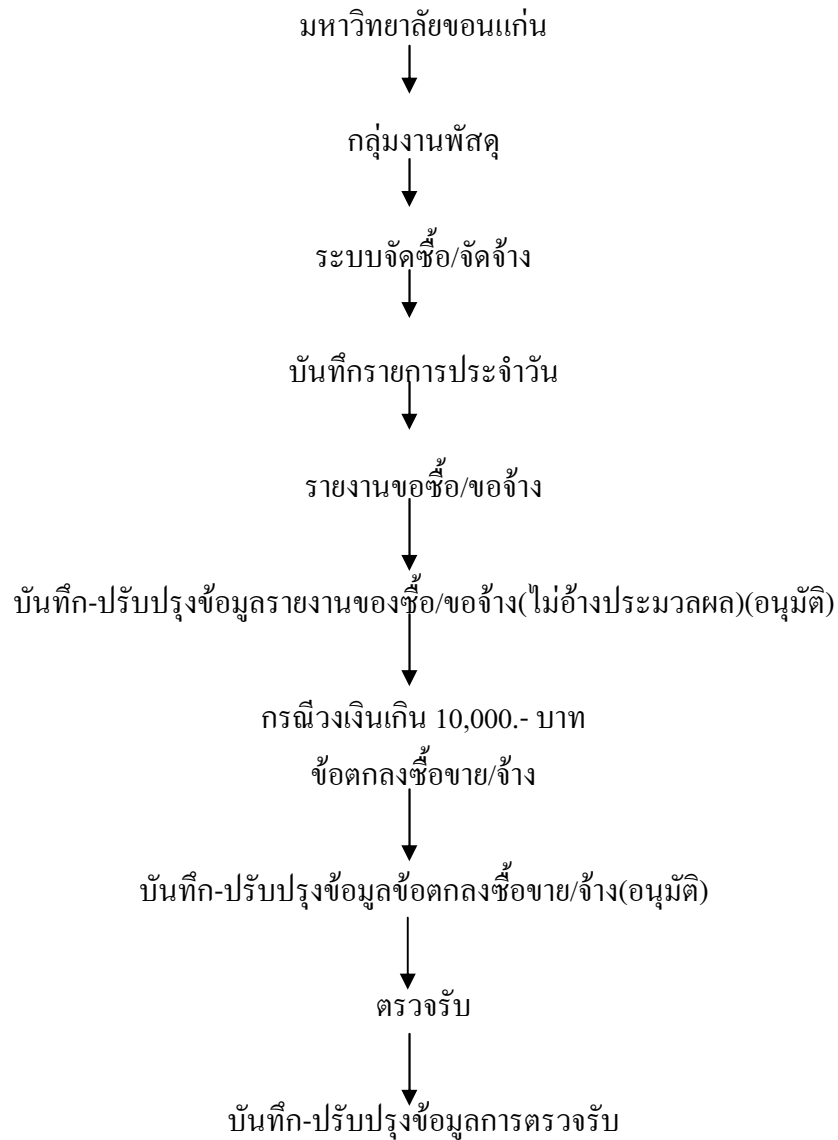 มหาวิทยาลัยขอนแก่น
กลุ่มงานพัสดุ
ระบบจัดซื้อ/จัดจ้าง
บันทึกรายการประจำวัน
รายงานขอซื้อ/ขอจ้าง
บันทึก-ปรับปรุงข้อมูลรายงานของซื้อ/ขอจ้าง(ไม่อ้างประมวลผล)(อนุมัติ)
กรณีวงเงินเกิน 10,000.- บาท
ข้อตกลงซื้อขาย/จ้าง
บันทึก-ปรับปรุงข้อมูลข้อตกลงซื้อขาย/จ้าง(อนุมัติ)
ตรวจรับ
บันทึก-ปรับปรุงข้อมูลการตรวจรับ